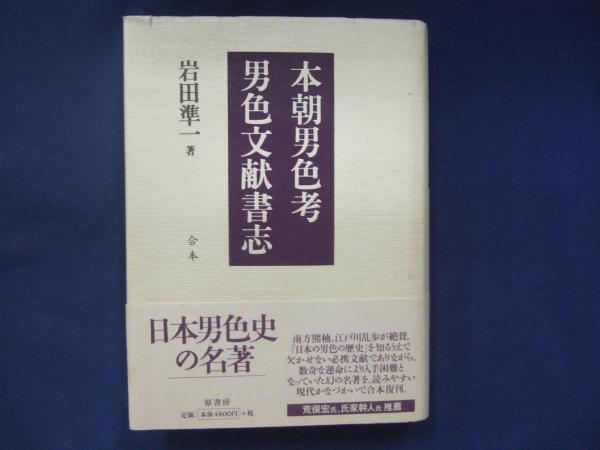 本朝男色考
男色文献書志
岩田準一 著
合本
日本男色史
の名著
原書房
定価：本体4800円＋税
南方熊楠、江戸川乱歩が絶賛。
「日本の男色の歴史」を知るうえで
欠かせない必携文献でありながら、
数奇な運命により入手困難と
なっていた幻の名著を、読みやすい
現代かなづかいで合本復刊。
荒俣宏氏、氏家幹人氏 推薦